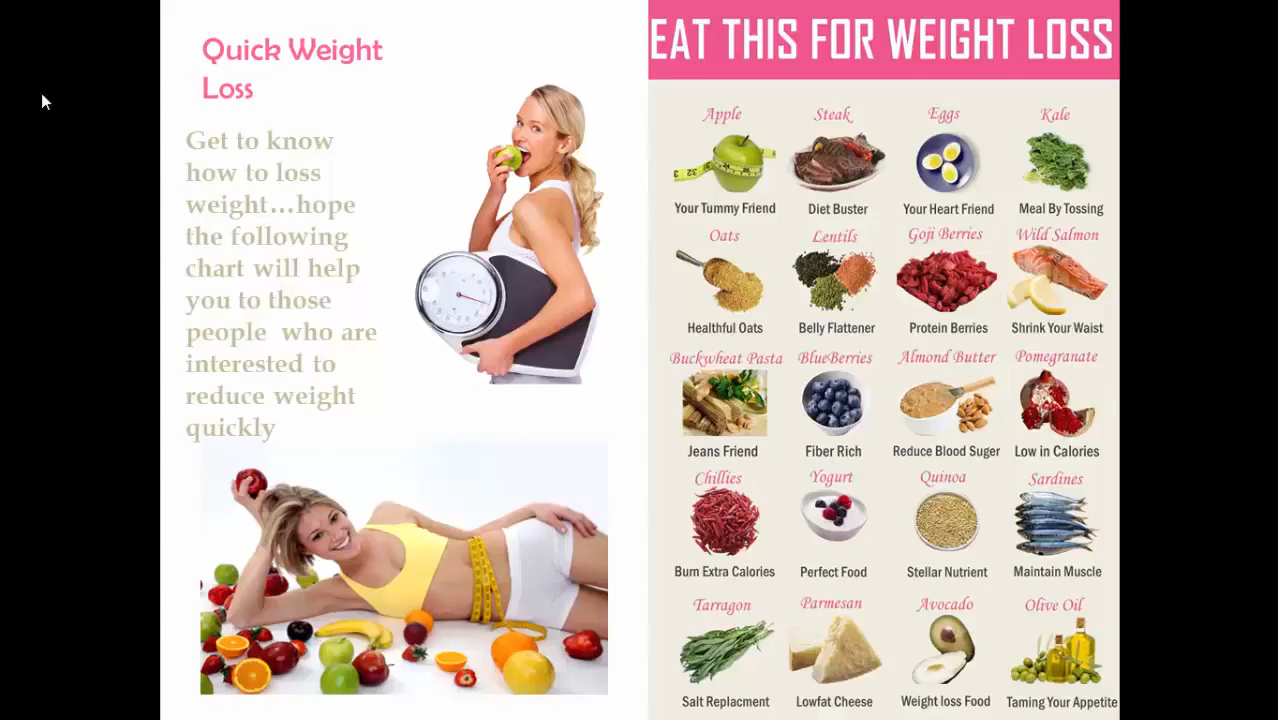 Quick Weight
Loss
Get to know
how to loss
weight...hope
the following
chart will help
you to those
people who are
interested to
reduce weight
quickly
EAT THIS FOR WEIGHT LOSS
Apple Steak Eggs Kale
Your Tummy Friend Diet Buster Your Heart Friend Meal By Tossing
Oats Lentils Goji Berries Wild Salmon
Healthful Oats Belly Flattener Protein Berries Shrink Your Waist
Buckwheat Pasta BlueBerries Almond Butter Pomegranate
Jeans Friend Fiber Rich Reduce Blood Suger Low in Calories
Chillies Yogurt Quinoa Sardines
Burn Extra Calories Perfect Food Stellar Nutrient Maintain Muscle
Tarragon Parmesan Avocado Olive Oil
Salt Replacment Lowfat Cheese Weight loss Food Taming Your Appetite